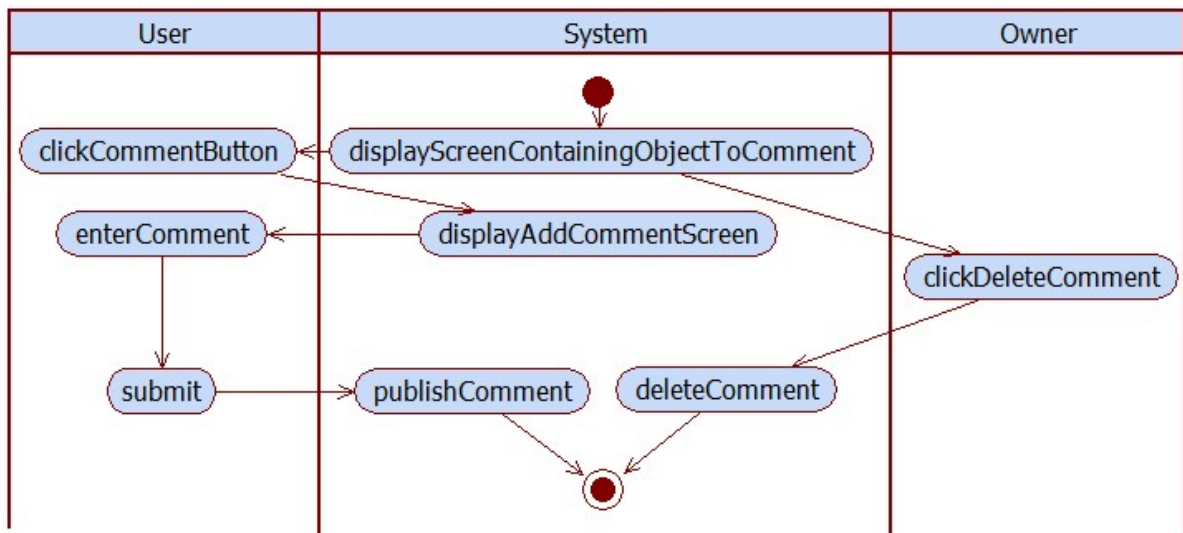 User
System
Owner
clickCommentButton
displayScreenContainingObjectToComment
enterComment
displayAddCommentScreen
clickDeleteComment
submit
publishComment
deleteComment